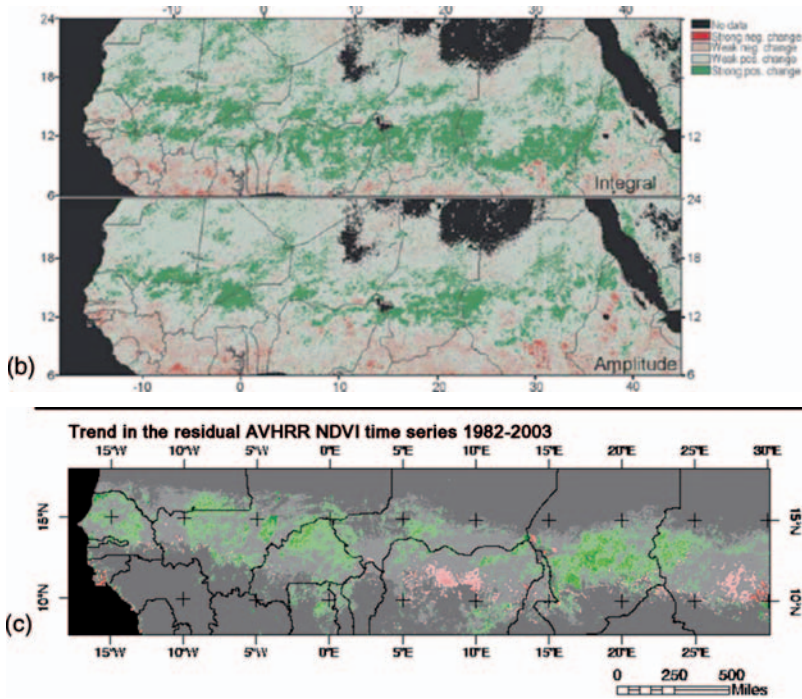 -10 0 10 20 30 40
24 24
No data
Strong neg. change
Weak neg. change
Weak pos. change
Strong pos. change
18
12 12
6 6
Integral
24
18 18
12 12
6 6
Amplitude
(b)
-10 0 10 20 30 40
Trend in the residual AVHRR NDVI time series 1982-2003
15°W 10°W 5°W 0°E 5°E 10°E 15°E 20°E 25°E 30°E
15°N 15°N
10°N 10°N
(c)
15°W 10°W 5°W 0°E 5°E 10°E 15°E 20°E 25°E
0 250 500
Miles